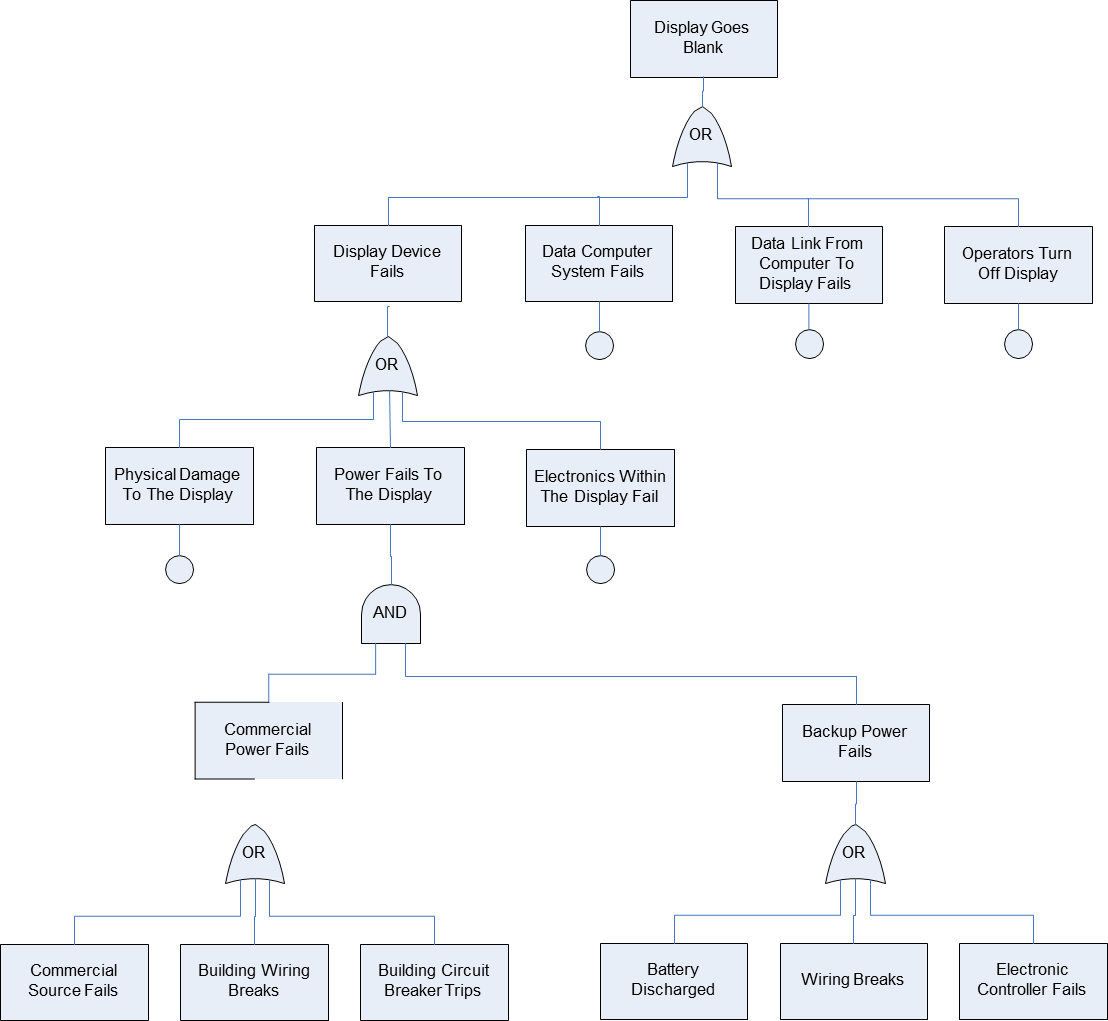 Display Goes
Blank
OR
Display Device
Fails
Data Computer
System Fails
Data Link From
Computer To
Display Fails
Operators Turn
Off Display
OR
Physical Damage
To The Display
Power Fails To
The Display
Electronics Within
The Display Fail
AND
Commercial
Power Fails
Backup Power
Fails
OR
OR
Commercial
Source Fails
Building Wiring
Breaks
Building Circuit
Breaker Trips
Battery
Discharged
Wiring Breaks
Electronic
Controller Fails